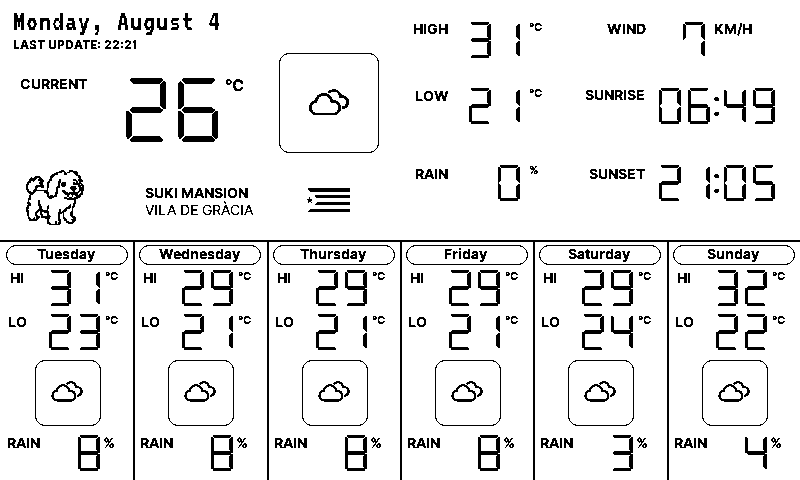 Monday, August 4
LAST UPDATE: 22:21
CURRENT 26 °C
SUKI MANSION
VILA DE GRÀCIA
HIGH 31 °C
LOW 21 °C
RAIN 0 %
WIND 7 KM/H
SUNRISE 06:49
SUNSET 21:05
Tuesday
HI 31 °C
LO 23 °C
RAIN 8 %
Wednesday
HI 29 °C
LO 21 °C
RAIN 8 %
Thursday
HI 29 °C
LO 21 °C
RAIN 8 %
Friday
HI 29 °C
LO 21 °C
RAIN 8 %
Saturday
HI 29 °C
LO 24 °C
RAIN 3 %
Sunday
HI 32 °C
LO 22 °C
RAIN 4 %